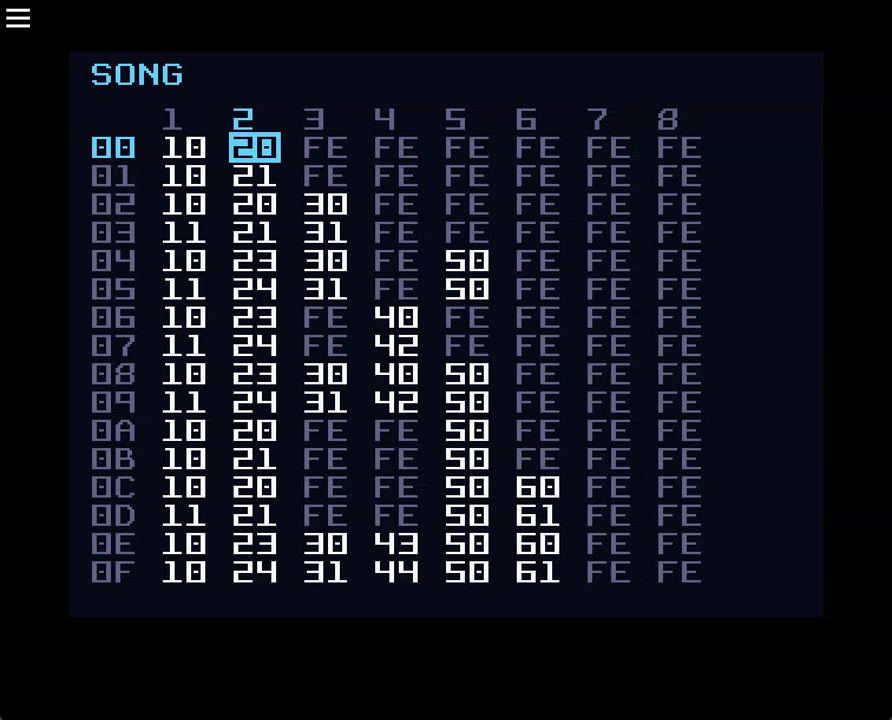 SONG
1 2 3 4 5 6 7 8
00 10 20 FE FE FE FE FE FE
01 10 21 FE FE FE FE FE FE
02 10 20 30 FE FE FE FE FE
03 11 21 31 FE FE FE FE FE
04 10 23 30 FE 50 FE FE FE
05 11 24 31 FE 50 FE FE FE
06 10 23 FE 40 FE FE FE FE
07 11 24 FE 42 FE FE FE FE
08 10 23 30 40 50 FE FE FE
09 11 24 31 42 50 FE FE FE
0A 10 20 FE FE 50 FE FE FE
0B 10 21 FE FE 50 FE FE FE
0C 10 20 FE FE 50 60 FE FE
0D 11 21 FE FE 50 61 FE FE
0E 10 23 30 43 50 60 FE FE
0F 10 24 31 44 50 61 FE FE